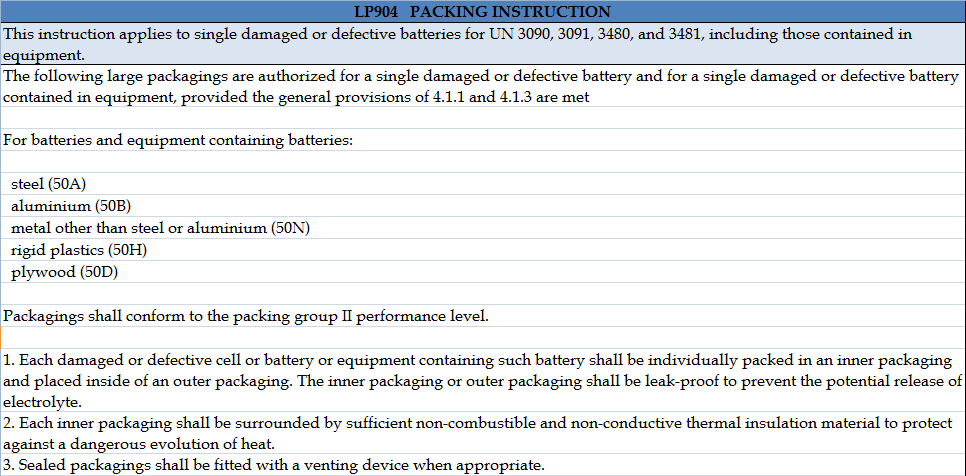 LP904 PACKING INSTRUCTION
This instruction applies to single damaged or defective batteries for UN 3090, 3091, 3480, and 3481, including those contained in
equipment.
The following large packagings are authorized for a single damaged or defective battery and for a single damaged or defective battery
contained in equipment, provided the general provisions of 4.1.1 and 4.1.3 are met
For batteries and equipment containing batteries:
steel (50A)
aluminium (50B)
metal other than steel or aluminium (50N)
rigid plastics (50H)
plywood (50D)
Packagings shall conform to the packing group II performance level.
1. Each damaged or defective cell or battery or equipment containing such battery shall be individually packed in an inner packaging
and placed inside of an outer packaging. The inner packaging or outer packaging shall be leak-proof to prevent the potential release of
electrolyte.
2. Each inner packaging shall be surrounded by sufficient non-combustible and non-conductive thermal insulation material to protect
against a dangerous evolution of heat.
3. Sealed packagings shall be fitted with a venting device when appropriate.